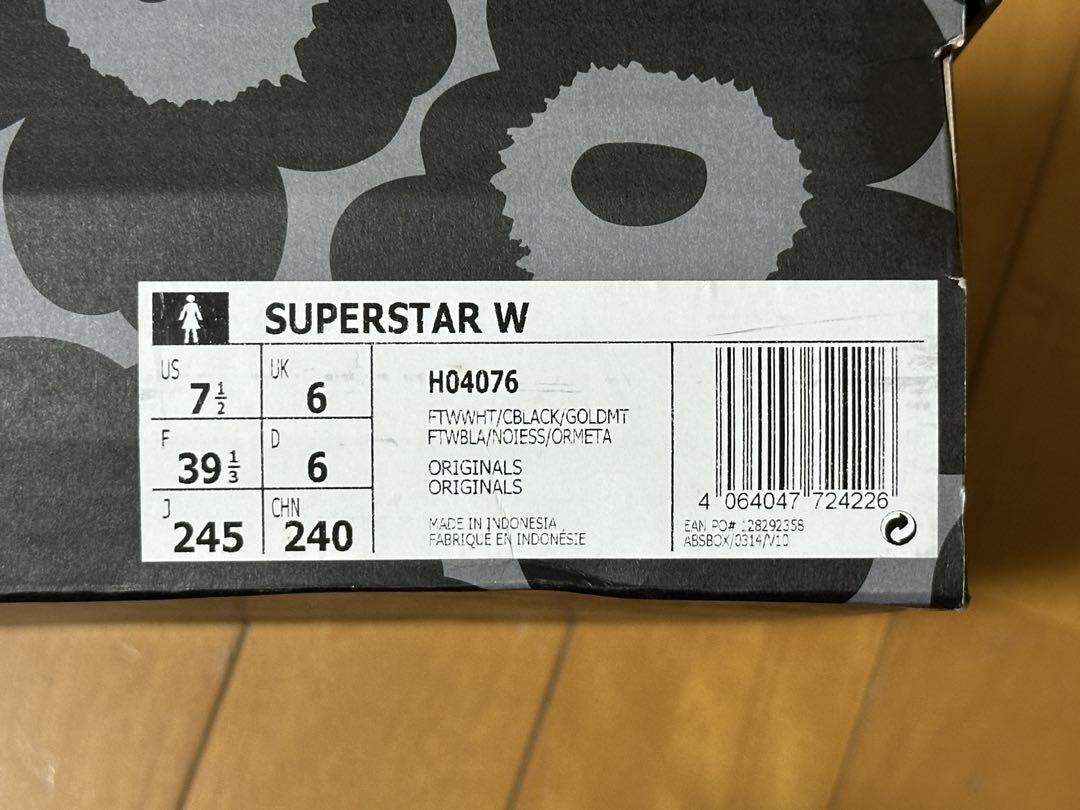 SUPERSTAR W
US 7 1/2
UK 6
F 39 1/3
D 6
J 245
CHN 240
H04076
FTWWHT/CBLACK/GOLDMT
FTWBLA/NOIESS/ORMETA
ORIGINALS
ORIGINALS
MADE IN INDONESIA
FABRIQUÉ EN INDONÉSIE
4 064047 724226
EAN PO# 128292358
ABSBOX/0314/V10